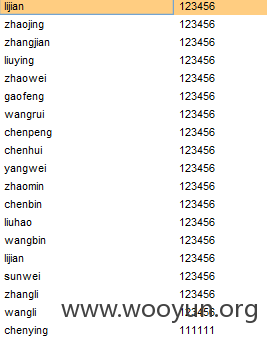 lijian 123456
zhaojing 123456
zhangjian 123456
liuying 123456
zhaowei 123456
gaofeng 123456
wangrui 123456
chenpeng 123456
chenhui 123456
yangwei 123456
zhaomin 123456
chenbin 123456
liuhao 123456
wangbin 123456
lijian 123456
sunwei 123456
zhangli 123456
wangli 123456
www.wooyun.org
chenying 111111